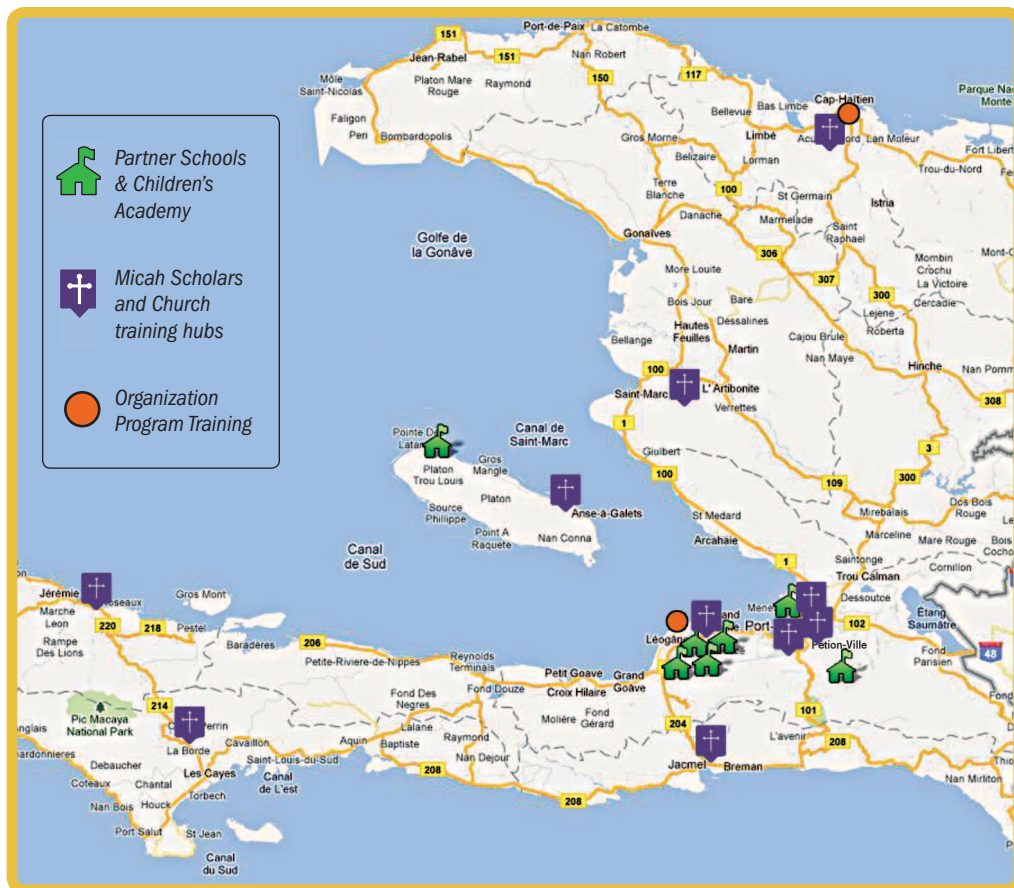 Partner Schools
& Children's
Academy
Micah Scholars
and Church
training hubs
Organization
Program Training
Port-de-Paix
La Catombe
151
Jean Rabel
151
Nan Robert
Môle
Saint-Nicolas
Platon Mare
Rouge
Raymond
150
117
Parque Na
Monte
Bas Limbe
Cap-Haïtien
Bellevue
Faligon
Peri
Bombardopolis
Gros Morne
Limbé
Lan Moleur
Fort Libert
Belizaire
Lorman
Trou-du-Nord
Terre
Blanche
100
St Germain
Istria
Danache
Marmelade
Golfe de
la Gonâve
Gonaïves
Saint
Raphael
306
Mont-C
More Louite
307
Mombin
Crochu
La Victoire
Cercadie
300
Bois Jour
Bare
Dessalines
Lejene
Roberta
Hautes
Feuilles
Cajou Brule
Bellange
Martin
Nan Maye
Hinche
100
Nan Pomm
Saint-Marc
L' Artibonite
308
Verrettes
1
Canal de
Saint-Marc
Pointe De
Giulbert
3
Gros
Mangle
Platon
Trou Louis
100
300
109
Platon
Source
Philippe
Anse-à-Galets
Dos Bois
Rouge
Mirebalais
St Medard
Marceline
Point A
Raquete
Nan Conna
Mare Rouge
Arcahaie
Canal
de Sud
1
Saintonge
Cornillon
Trou Caïman
Jérémie
Gros Mont
Dessoutce
Étang
Saumâtre
Marche
Leon
220
218
Pestel
Port-
102
Rampe
Des Lions
Baradères
206
Léogân
Petion-Ville
Fond
Parisien
48
Reynolds
Terminals
Petite-Riviere-de-Nippes
Petit Goave
Grand
Goâve
Fond Douze
Croix Hilaire
Pic Macaya
National Park
214
Fond Des
Negres
Molière
Fond
Gérard
204
101
Perrin
Lalane
L'avenir
208
La Borde
Cavaillon
Aquin
Baptiste
Raymond
Debaucher
Saint-Louis-du-Sud
Nan Dejour
Jacmel
Breman
Les Cayes
Canal
de L'est
208
Nan Mirliton
Coteaux
Chantal
Torbech
208
Nan Bois
Houck
Port Salut
St Jean
Canal
du Sud